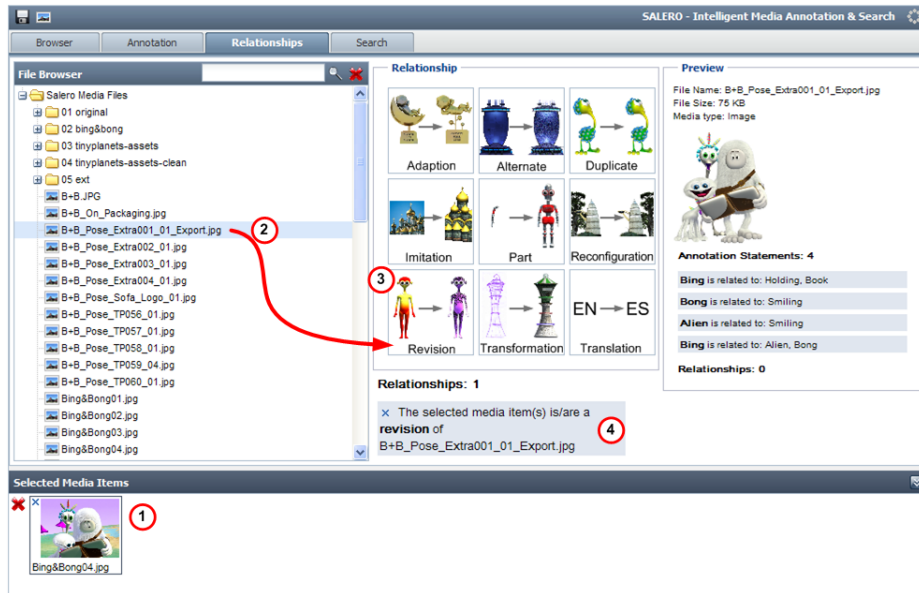 SALERO - Intelligent Media Annotation & Search
Browser
Annotation
Relationships
Search
File Browser
Salero Media Files
01 original
02 bing&bong
03 tinyplanets-assets
04 tinyplanets-assets-clean
05 ext
B+B.JPG
B+B_On_Packaging.jpg
B+B_Pose_Extra001_01_Export.jpg
B+B_Pose_Extra002_01.jpg
B+B_Pose_Extra003_01.jpg
B+B_Pose_Extra004_01.jpg
B+B_Pose_Sofa_Logo_01.jpg
B+B_Pose_TP056_01.jpg
B+B_Pose_TP057_01.jpg
B+B_Pose_TP058_01.jpg
B+B_Pose_TP059_04.jpg
B+B_Pose_TP060_01.jpg
Bing&Bong01.jpg
Bing&Bong02.jpg
Bing&Bong03.jpg
Bing&Bong04.jpg
2
Relationship
Adaption
Alternate
Duplicate
Imitation
Part
Reconfiguration
3
Revision
Transformation
EN → ES
Translation
Relationships: 1
× The selected media item(s) is/are a
revision of
B+B_Pose_Extra001_01_Export.jpg
4
Preview
File Name: B+B_Pose_Extra001_01_Export.jpg
File Size: 75 KB
Media type: Image
Annotation Statements: 4
Bing is related to: Holding, Book
Bong is related to: Smiling
Alien is related to: Smiling
Bing is related to: Alien, Bong
Relationships: 0
Selected Media Items
1
Bing&Bong04.jpg